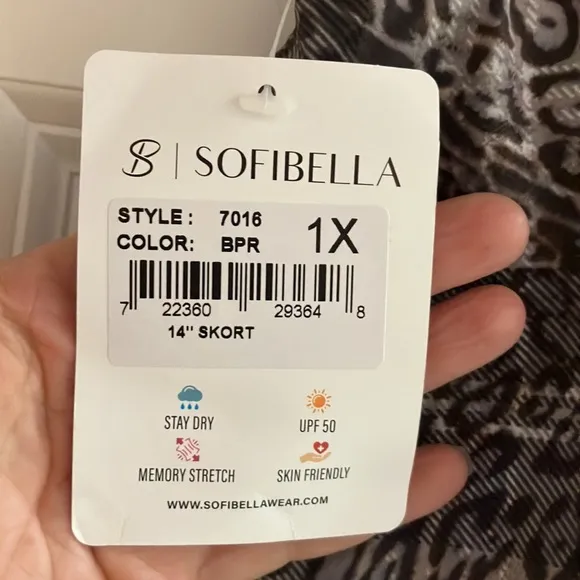 B | SOFIBELLA
STYLE: 7016
COLOR: BPR
1X
7 22360 29364 8
14" SKORT
STAY DRY
UPF 50
MEMORY STRETCH
SKIN FRIENDLY
WWW.SOFIBELLAWEAR.COM